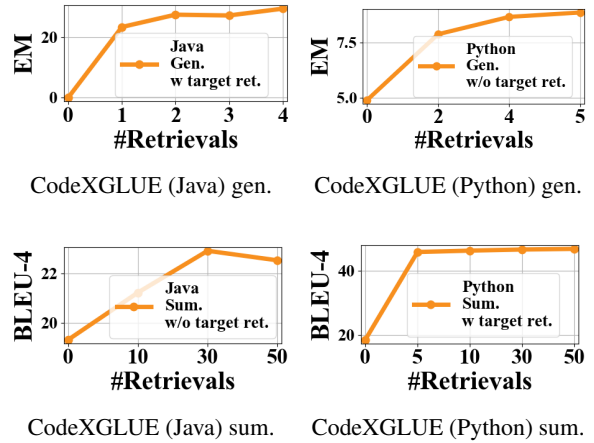 EM
20
0
Java
Gen.
w target ret.
0 1 2 3 4
#Retrievals
CodeXGLUE (Java) gen.
EM
7.5
5.0
Python
Gen.
w/o target ret.
0 2 4 5
#Retrievals
CodeXGLUE (Python) gen.
BLEU-4
22
20
Java
Sum.
w/o target ret.
0 10 30 50
#Retrievals
CodeXGLUE (Java) sum.
BLEU-4
40
20
Python
Sum.
w target ret.
0 5 10 30 50
#Retrievals
CodeXGLUE (Python) sum.